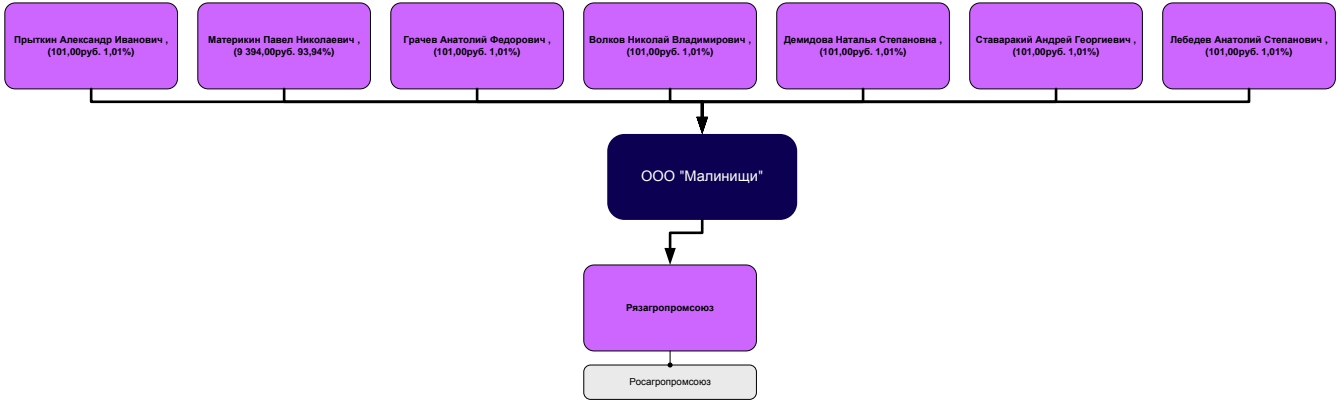 Прыткин Александр Иванович ,
(101,00руб. 1,01%)
Материкин Павел Николаевич ,
(9 394,00руб. 93,94%)
Грачев Анатолий Федорович ,
(101,00руб. 1,01%)
Волков Николай Владимирович ,
(101,00руб. 1,01%)
Демидова Наталья Степановна ,
(101,00руб. 1,01%)
Ставаракий Андрей Георгиевич ,
(101,00руб. 1,01%)
Лебедев Анатолий Степанович ,
(101,00руб. 1,01%)
ООО "Малинищи"
Рязагропромсоюз
Росагропромсоюз